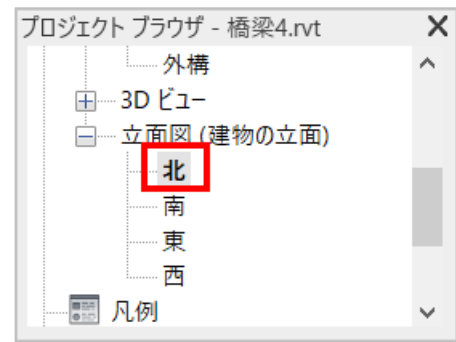 プロジェクト ブラウザ - 橋梁4.rvt
外構
3D ビュー
立面図 (建物の立面)
北
南
東
西
凡例